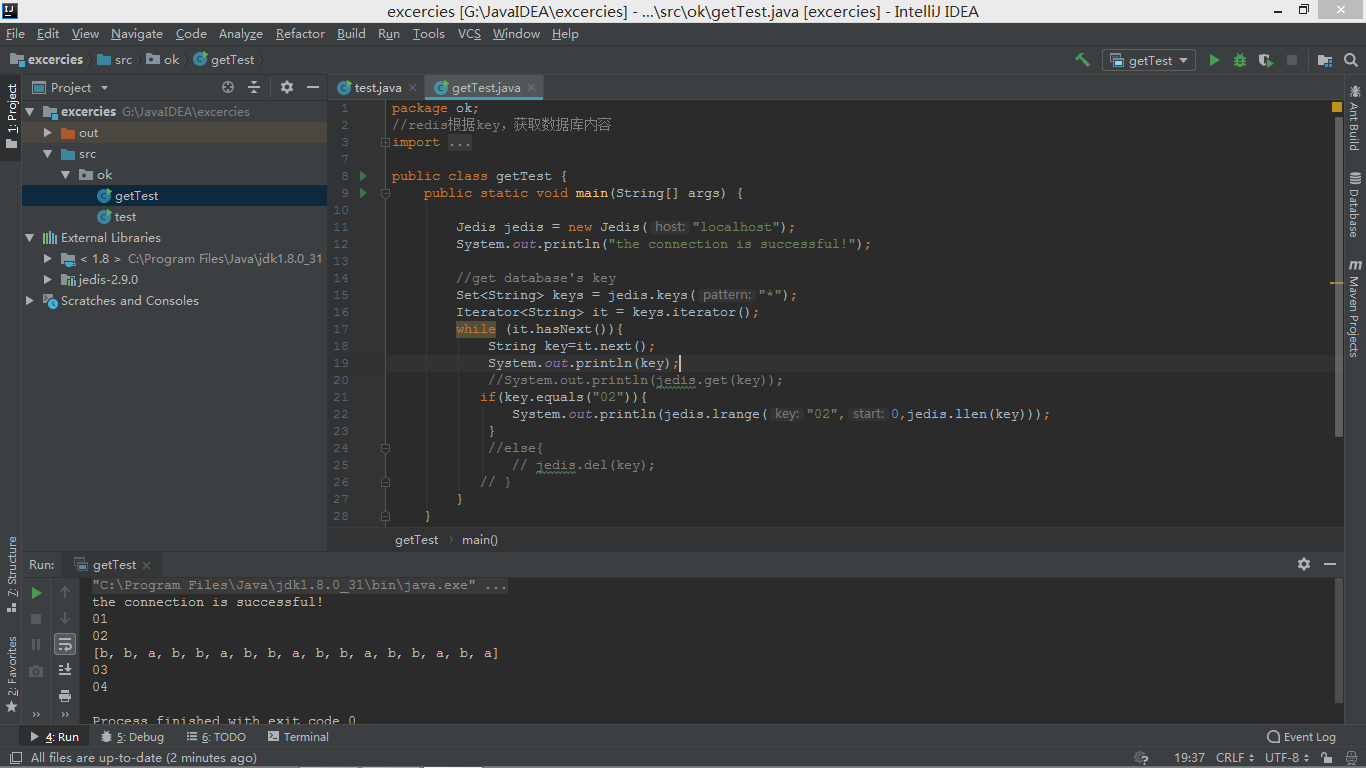 excercies [G:\JavaIDEA\excercies] - ...\src\ok\getTest.java [excercies] - IntelliJ IDEA
File Edit View Navigate Code Analyze Refactor Build Run Tools VCS Window Help
excercies src ok getTest
getTest
1: Project
Project
excercies G:\JavaIDEA\excercies
out
src
ok
getTest
test
External Libraries
< 1.8 > C:\Program Files\Java\jdk1.8.0_31
jedis-2.9.0
Scratches and Consoles
test.java getTest.java
1 package ok;
2 //redis根据key，获取数据库内容
3 import ...
7
8 public class getTest {
9 public static void main(String[] args) {
10
11 Jedis jedis = new Jedis( host: "localhost");
12 System.out.println("the connection is successful!");
13
14 //get database's key
15 Set<String> keys = jedis.keys( pattern: "*");
16 Iterator<String> it = keys.iterator();
17 while (it.hasNext()){
18 String key=it.next();
19 System.out.println(key);
20 //System.out.println(jedis.get(key));
21 if(key.equals("02")){
22 System.out.println(jedis.lrange( key: "02", start: 0,jedis.llen(key)));
23 }
24 //else{
25 // jedis.del(key);
26 // }
27 }
28 }
getTest main()
Ant Build
Database
Maven Projects
7: Structure
2: Favorites
Run: getTest
"C:\Program Files\Java\jdk1.8.0_31\bin\java.exe" ...
the connection is successful!
01
02
[b, b, a, b, b, a, b, b, a, b, b, a, b, b, a, b, a]
03
04
Process finished with exit code 0
4: Run 5: Debug 6: TODO Terminal Event Log
All files are up-to-date (2 minutes ago) 19:37 CRLF UTF-8